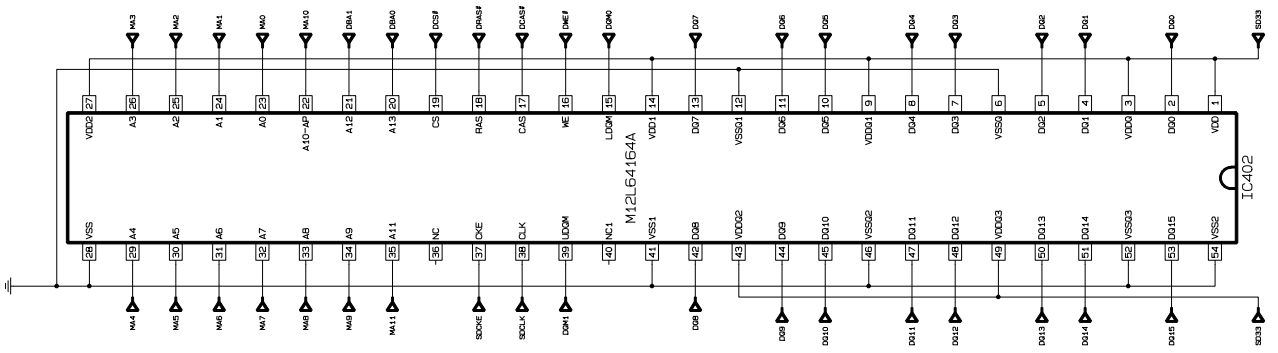 MA3 MA2 MA1 MA0 MA10 DBA1 DBA0 DCS# DRAS# DCAS# DWE# DQM0 DQ7 DQ6 DQ5 DQ4 DQ3 DQ2 DQ1 DQ0 SD33
27 26 25 24 23 22 21 20 19 18 17 16 15 14 13 12 11 10 9 8 7 6 5 4 3 2 1
VDD2 A3 A2 A1 A0 A10-AP A12 A13 CS RAS CAS WE LDQM VDD1 DQ7 VSSQ1 DQ6 DQ5 VDDQ1 DQ4 DQ3 VSSQ DQ2 DQ1 VDDQ DQ0 VDD
M12L64164A
IC402
VSS A4 A5 A6 A7 A8 A9 A11 NC CKE CLK UDQM NC1 VSS1 DQ8 VDDQ2 DQ9 DQ10 VSSQ2 DQ11 DQ12 VDDQ3 DQ13 DQ14 VSSQ3 DQ15 VSS2
28 29 30 31 32 33 34 35 36 37 38 39 40 41 42 43 44 45 46 47 48 49 50 51 52 53 54
MA4 MA5 MA6 MA7 MA8 MA9 MA11 SDCKE SDCLK DQM1 DQ8 DQ9 DQ10 DQ11 DQ12 DQ13 DQ14 DQ15 SD33